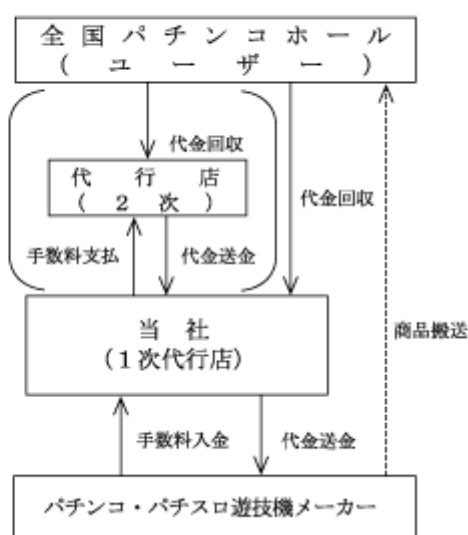 全国パチンコホール
(ユーザー)
代金回収
代行店
(2次)
代金回収
手数料支払
代金送金
当社
(1次代行店)
商品搬送
手数料入金
代金送金
パチンコ・パチスロ遊技機メーカー